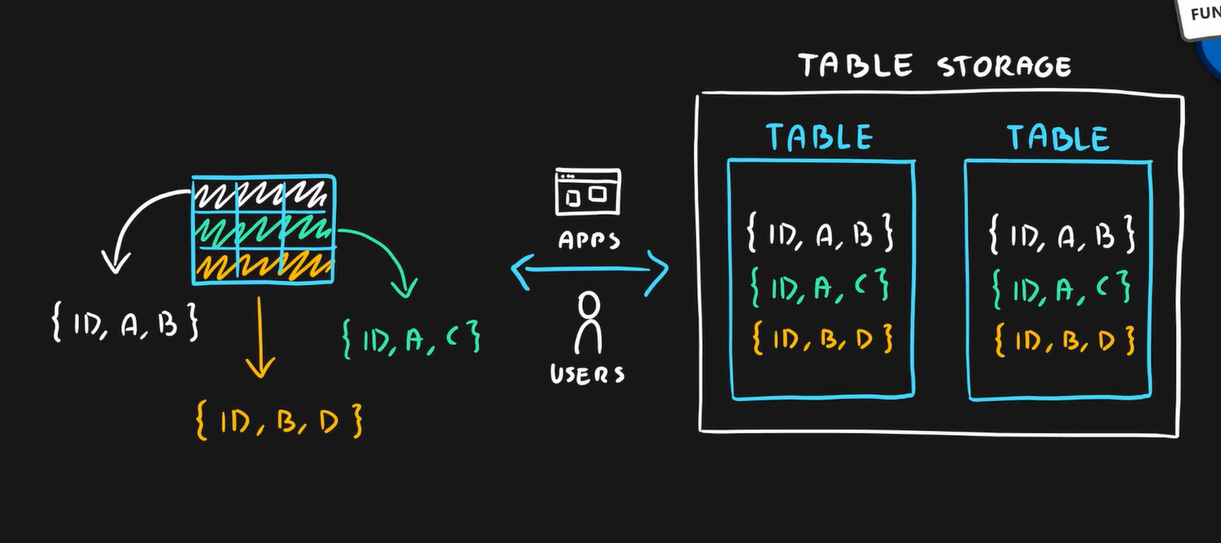 FUN
TABLE STORAGE
TABLE
TABLE
APPS
USERS
{ ID, A, B }
{ ID, A, C }
{ ID, B, D }
{ ID, A, B }
{ ID, A, C }
{ ID, B, D }
{ ID, A, B }
{ ID, A, C }
{ ID, B, D }